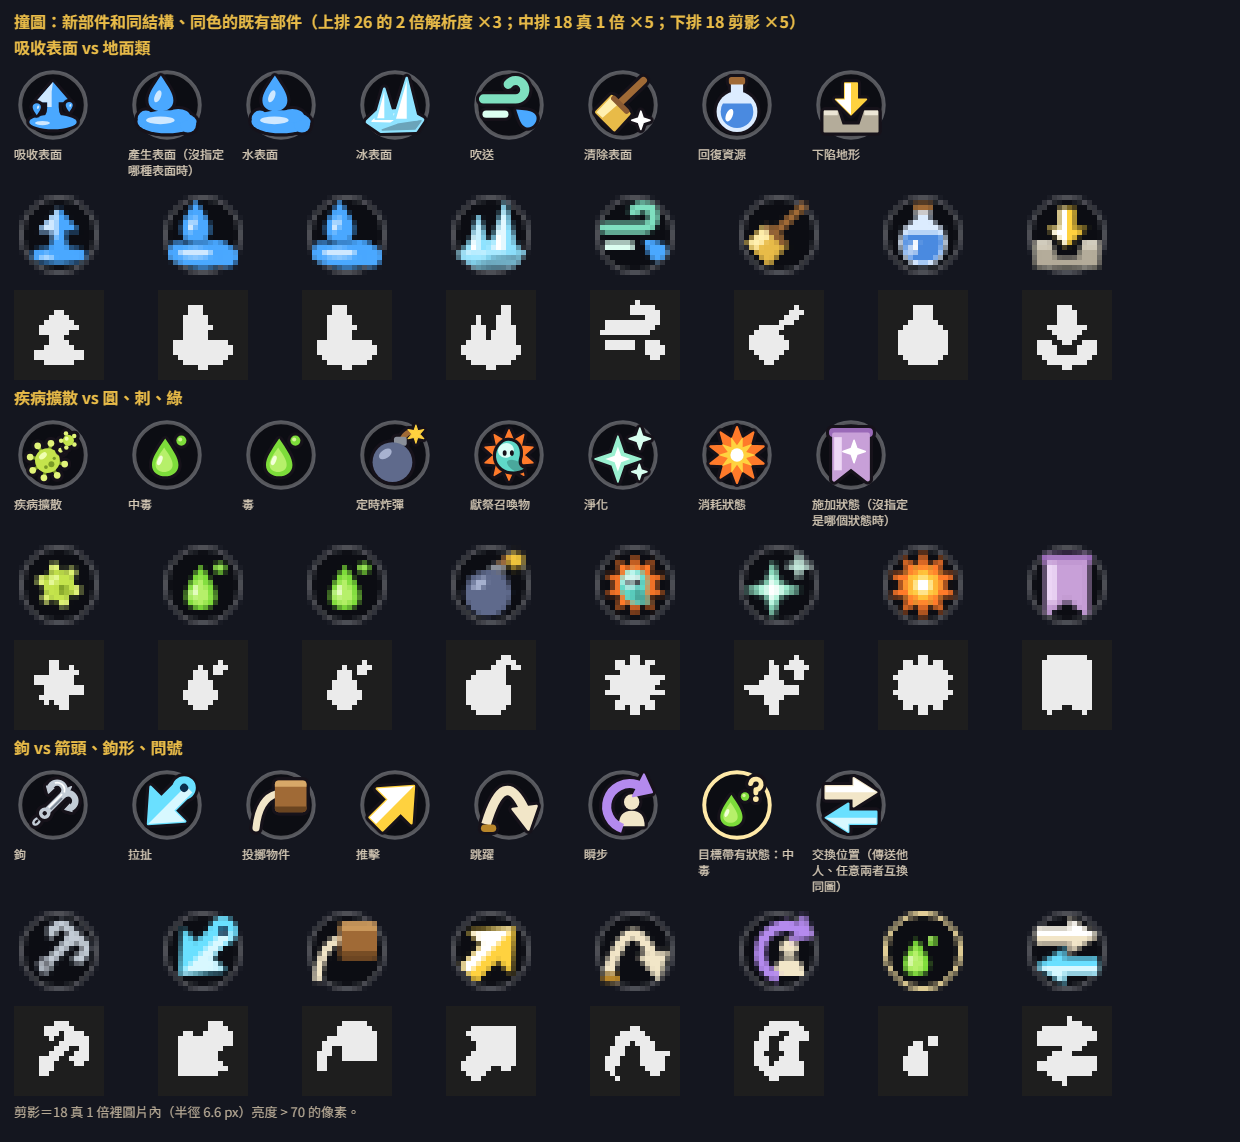 撞圖：新部件和同結構、同色的既有部件（上排 26 的 2 倍解析度 ×3；中排 18 真 1 倍 ×5；下排 18 剪影 ×5）
吸收表面 vs 地面類
吸收表面
產生表面（沒指定
哪種表面時）
水表面
冰表面
吹送
清除表面
回復資源
下陷地形
疾病擴散 vs 圓、刺、綠
疾病擴散
中毒
毒
定時炸彈
獻祭召喚物
淨化
消耗狀態
施加狀態（沒指定
是哪個狀態時）
鉤 vs 箭頭、鉤形、問號
鉤
拉扯
投擲物件
推擊
跳躍
瞬步
目標帶有狀態：中
毒
交換位置（傳送他
人、任意兩者互換
同圖）
剪影＝18 真 1 倍裡圓片內（半徑 6.6 px）亮度 > 70 的像素。